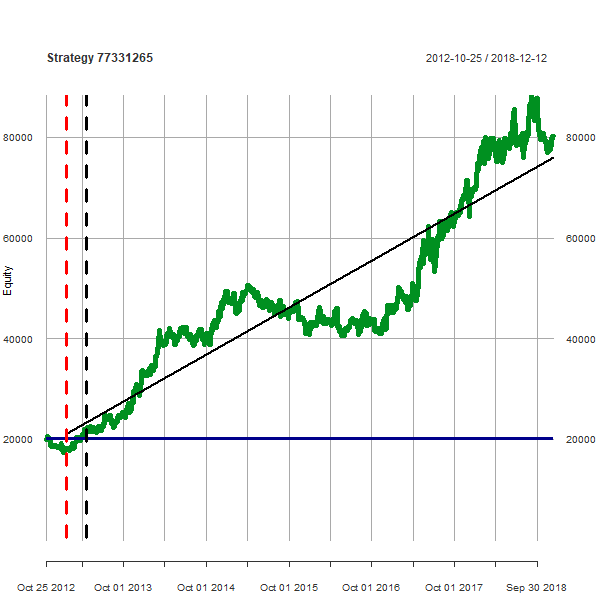 Strategy 77331265
2012-10-25 / 2018-12-12
80000
80000
60000
60000
Equity
40000
40000
20000
20000
Oct 25 2012
Oct 01 2013
Oct 01 2014
Oct 01 2015
Oct 01 2016
Oct 01 2017
Sep 30 2018